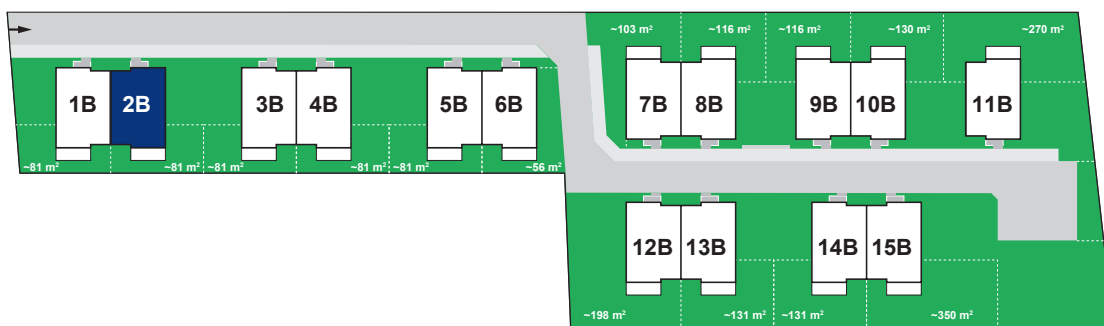 ~103 m² ~116 m² ~116 m² ~130 m² ~270 m²
1B 2B 3B 4B 5B 6B 7B 8B 9B 10B 11B
~81 m² ~81 m² ~81 m² ~81 m² ~81 m² ~56 m²
12B 13B 14B 15B
~198 m² ~131 m² ~131 m² ~350 m²